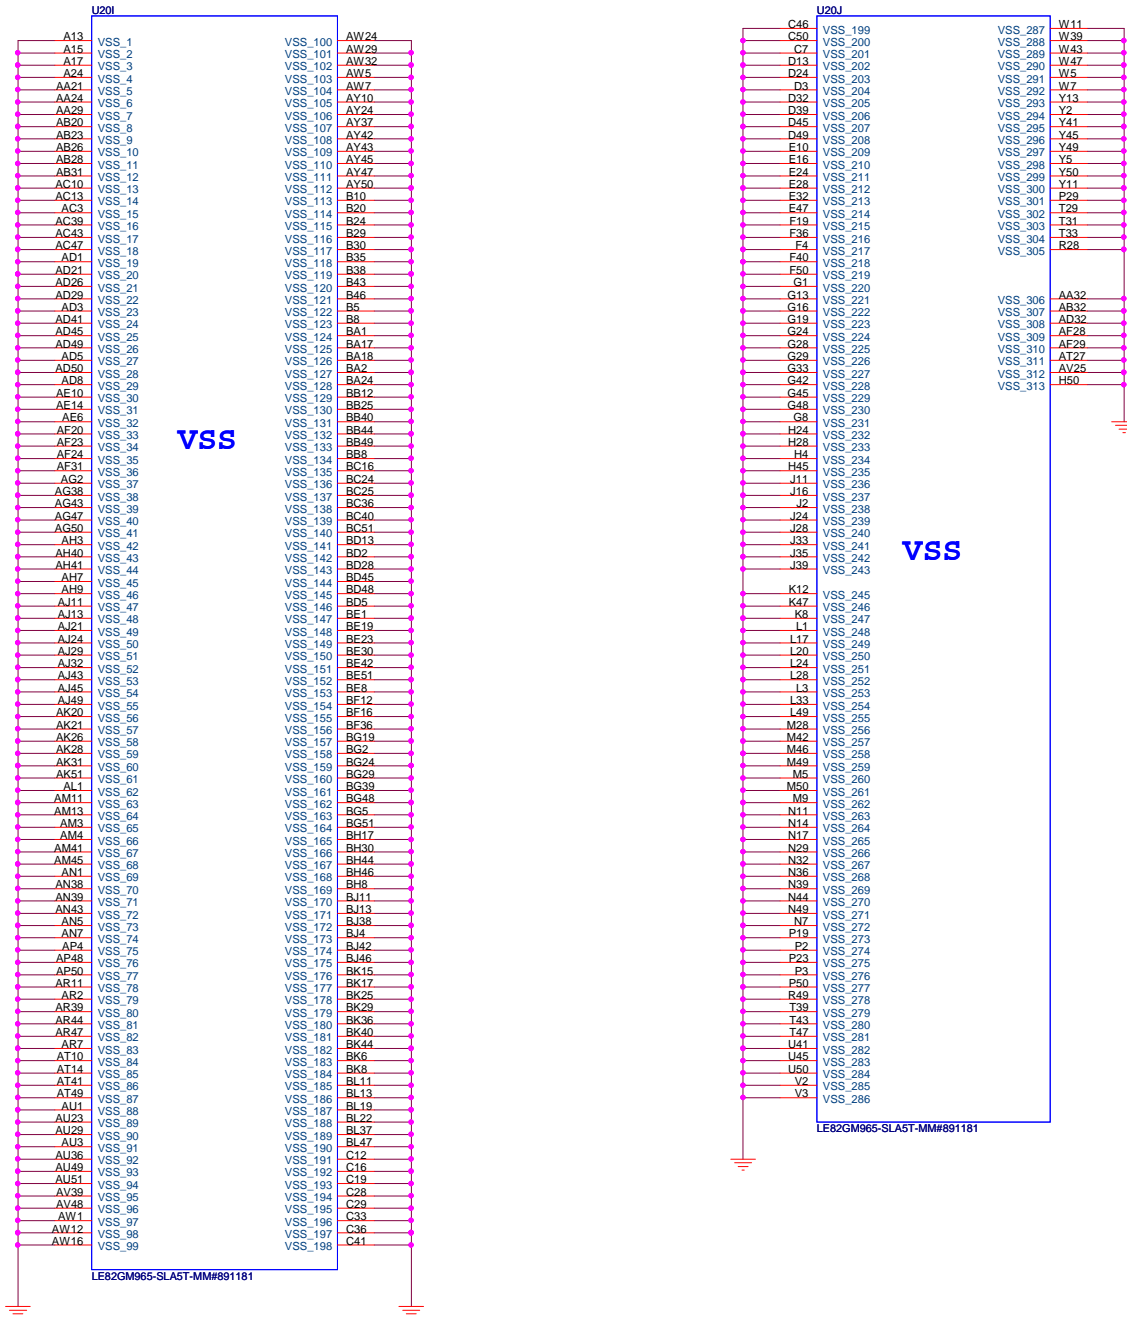 U20I
A13 VSS_1 VSS_100 AW24
A15 VSS_2 VSS_101 AW29
A17 VSS_3 VSS_102 AW32
A24 VSS_4 VSS_103 AW5
AA21 VSS_5 VSS_104 AW7
AA24 VSS_6 VSS_105 AY10
AA29 VSS_7 VSS_106 AY24
AB20 VSS_8 VSS_107 AY37
AB23 VSS_9 VSS_108 AY42
AB26 VSS_10 VSS_109 AY43
AB28 VSS_11 VSS_110 AY45
AB31 VSS_12 VSS_111 AY47
AC10 VSS_13 VSS_112 AY50
AC13 VSS_14 VSS_113 B10
AC3 VSS_15 VSS_114 B20
AC39 VSS_16 VSS_115 B24
AC43 VSS_17 VSS_116 B29
AC47 VSS_18 VSS_117 B30
AD1 VSS_19 VSS_118 B35
AD21 VSS_20 VSS_119 B38
AD26 VSS_21 VSS_120 B43
AD29 VSS_22 VSS_121 B46
AD3 VSS_23 VSS_122 B5
AD41 VSS_24 VSS_123 B8
AD45 VSS_25 VSS_124 BA1
AD49 VSS_26 VSS_125 BA17
AD5 VSS_27 VSS_126 BA18
AD50 VSS_28 VSS_127 BA2
AD8 VSS_29 VSS_128 BA24
AE10 VSS_30 VSS_129 BB12
AE14 VSS_31 VSS_130 BB25
AE6 VSS_32 VSS_131 BB40
AF20 VSS_33 VSS_132 BB44
AF23 VSS_34 VSS_133 BB49
AF24 VSS_35 VSS_134 BB8
AF31 VSS_36 VSS_135 BC16
AG2 VSS_37 VSS_136 BC24
AG38 VSS_38 VSS_137 BC25
AG43 VSS_39 VSS_138 BC36
AG47 VSS_40 VSS_139 BC40
AG50 VSS_41 VSS_140 BC51
AH3 VSS_42 VSS_141 BD13
AH40 VSS_43 VSS_142 BD2
AH41 VSS_44 VSS_143 BD28
AH7 VSS_45 VSS_144 BD45
AH9 VSS_46 VSS_145 BD48
AJ11 VSS_47 VSS_146 BD5
AJ13 VSS_48 VSS_147 BE1
AJ21 VSS_49 VSS_148 BE19
AJ24 VSS_50 VSS_149 BE23
AJ29 VSS_51 VSS_150 BE30
AJ32 VSS_52 VSS_151 BE42
AJ43 VSS_53 VSS_152 BE51
AJ45 VSS_54 VSS_153 BE8
AJ49 VSS_55 VSS_154 BF12
AK20 VSS_56 VSS_155 BF16
AK21 VSS_57 VSS_156 BF36
AK26 VSS_58 VSS_157 BG19
AK28 VSS_59 VSS_158 BG2
AK31 VSS_60 VSS_159 BG24
AK51 VSS_61 VSS_160 BG29
AL1 VSS_62 VSS_161 BG39
AM11 VSS_63 VSS_162 BG48
AM13 VSS_64 VSS_163 BG5
AM3 VSS_65 VSS_164 BG51
AM4 VSS_66 VSS_165 BH17
AM41 VSS_67 VSS_166 BH30
AM45 VSS_68 VSS_167 BH44
AN1 VSS_69 VSS_168 BH46
AN38 VSS_70 VSS_169 BH8
AN39 VSS_71 VSS_170 BJ11
AN43 VSS_72 VSS_171 BJ13
AN5 VSS_73 VSS_172 BJ38
AN7 VSS_74 VSS_173 BJ4
AP4 VSS_75 VSS_174 BJ42
AP48 VSS_76 VSS_175 BJ46
AP50 VSS_77 VSS_176 BK15
AR11 VSS_78 VSS_177 BK17
AR2 VSS_79 VSS_178 BK25
AR39 VSS_80 VSS_179 BK29
AR44 VSS_81 VSS_180 BK36
AR47 VSS_82 VSS_181 BK40
AR7 VSS_83 VSS_182 BK44
AT10 VSS_84 VSS_183 BK6
AT14 VSS_85 VSS_184 BK8
AT41 VSS_86 VSS_185 BL11
AT49 VSS_87 VSS_186 BL13
AU1 VSS_88 VSS_187 BL19
AU23 VSS_89 VSS_188 BL22
AU29 VSS_90 VSS_189 BL37
AU3 VSS_91 VSS_190 BL47
AU36 VSS_92 VSS_191 C12
AU49 VSS_93 VSS_192 C16
AU51 VSS_94 VSS_193 C19
AV39 VSS_95 VSS_194 C28
AV48 VSS_96 VSS_195 C29
AW1 VSS_97 VSS_196 C33
AW12 VSS_98 VSS_197 C36
AW16 VSS_99 VSS_198 C41
VSS
LE82GM965-SLA5T-MM#891181
U20J
C46 VSS_199 VSS_287 W11
C50 VSS_200 VSS_288 W39
C7 VSS_201 VSS_289 W43
D13 VSS_202 VSS_290 W47
D24 VSS_203 VSS_291 W5
D3 VSS_204 VSS_292 W7
D32 VSS_205 VSS_293 Y13
D39 VSS_206 VSS_294 Y2
D45 VSS_207 VSS_295 Y41
D49 VSS_208 VSS_296 Y45
E10 VSS_209 VSS_297 Y49
E16 VSS_210 VSS_298 Y5
E24 VSS_211 VSS_299 Y50
E28 VSS_212 VSS_300 Y11
E32 VSS_213 VSS_301 P29
E47 VSS_214 VSS_302 T29
F19 VSS_215 VSS_303 T31
F36 VSS_216 VSS_304 T33
F4 VSS_217 VSS_305 R28
F40 VSS_218
F50 VSS_219
G1 VSS_220
G13 VSS_221 VSS_306 AA32
G16 VSS_222 VSS_307 AB32
G19 VSS_223 VSS_308 AD32
G24 VSS_224 VSS_309 AF28
G28 VSS_225 VSS_310 AF29
G29 VSS_226 VSS_311 AT27
G33 VSS_227 VSS_312 AV25
G42 VSS_228 VSS_313 H50
G45 VSS_229
G48 VSS_230
G8 VSS_231
H24 VSS_232
H28 VSS_233
H4 VSS_234
H45 VSS_235
J11 VSS_236
J16 VSS_237
J2 VSS_238
J24 VSS_239
J28 VSS_240
J33 VSS_241
J35 VSS_242
J39 VSS_243
VSS
K12 VSS_245
K47 VSS_246
K8 VSS_247
L1 VSS_248
L17 VSS_249
L20 VSS_250
L24 VSS_251
L28 VSS_252
L3 VSS_253
L33 VSS_254
L49 VSS_255
M28 VSS_256
M42 VSS_257
M46 VSS_258
M49 VSS_259
M5 VSS_260
M50 VSS_261
M9 VSS_262
N11 VSS_263
N14 VSS_264
N17 VSS_265
N29 VSS_266
N32 VSS_267
N36 VSS_268
N39 VSS_269
N44 VSS_270
N49 VSS_271
N7 VSS_272
P19 VSS_273
P2 VSS_274
P23 VSS_275
P3 VSS_276
P50 VSS_277
R49 VSS_278
T39 VSS_279
T43 VSS_280
T47 VSS_281
U41 VSS_282
U45 VSS_283
U50 VSS_284
V2 VSS_285
V3 VSS_286
LE82GM965-SLA5T-MM#891181